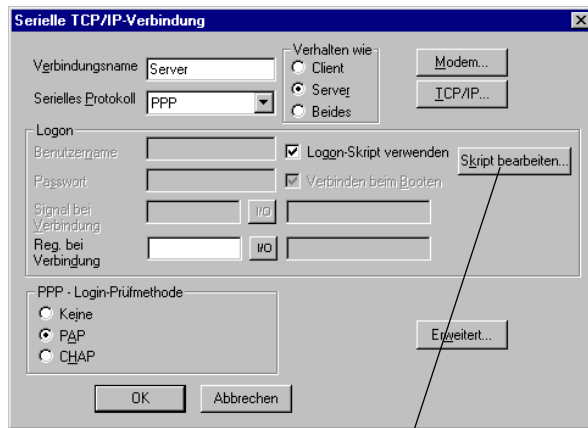 Serielle TCP/IP-Verbindung
Verbindungsname Server
Serielles Protokoll PPP
Verhalten wie
Client
Server
Beides
Modem...
TCP/IP...
Logon
Benutzername
Logon-Skript verwenden
Skript bearbeiten...
Passwort
Verbinden beim Booten
Signal bei
Verbindung
I/O
Reg. bei
Verbindung
I/O
PPP - Login-Prüfmethode
Keine
PAP
CHAP
Erweitert...
OK
Abbrechen